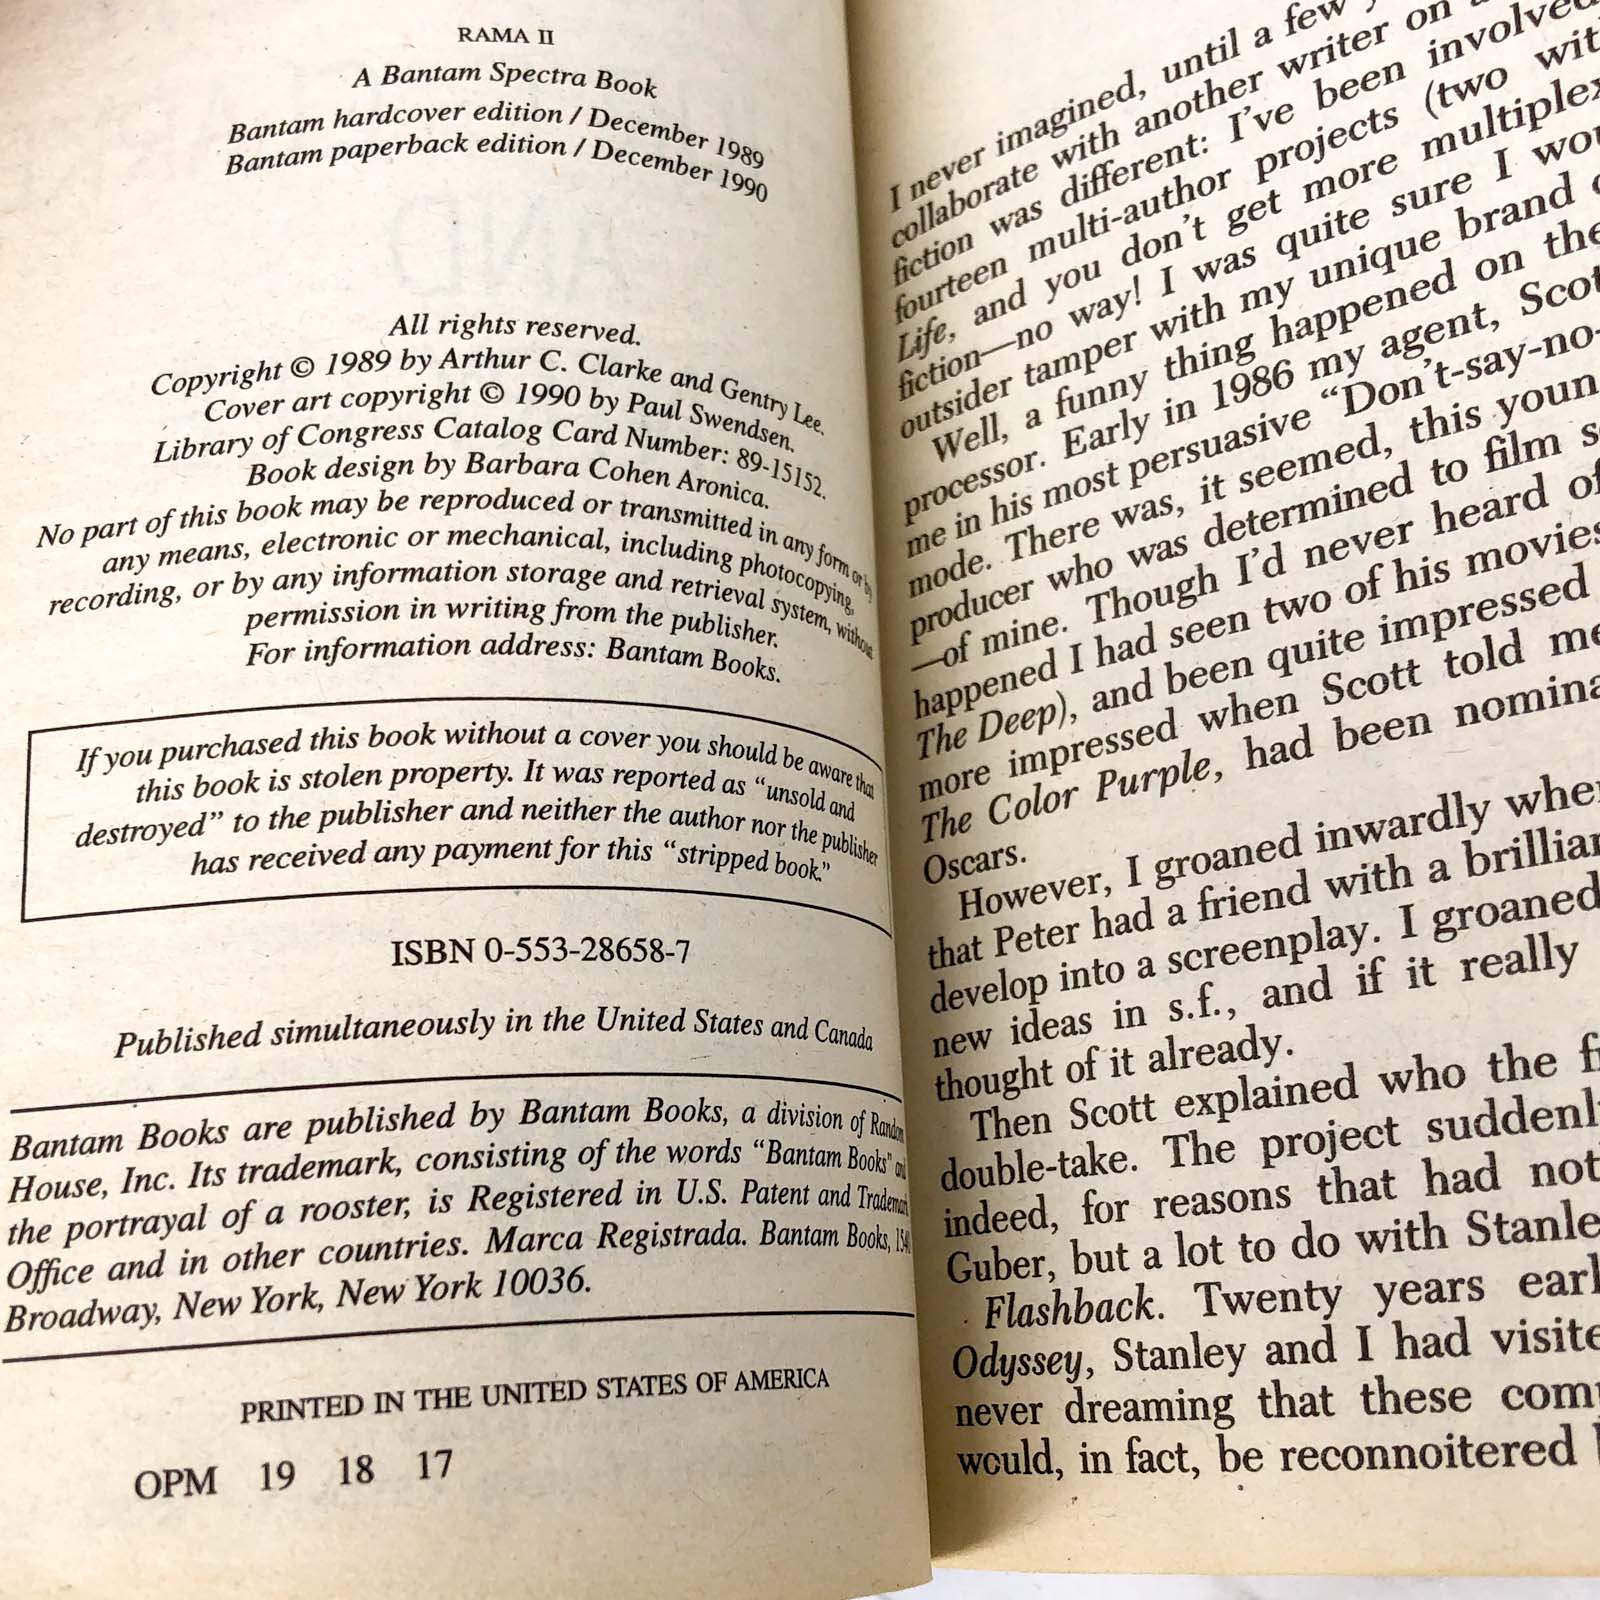 RAMA II
A Bantam Spectra Book
Bantam hardcover edition / December 1989
Bantam paperback edition / December 1990
All rights reserved.
Copyright © 1989 by Arthur C. Clarke and Gentry Lee.
Cover art copyright © 1990 by Paul Swendsen.
Library of Congress Catalog Card Number: 89-15152.
Book design by Barbara Cohen Aronica.
No part of this book may be reproduced or transmitted in any form or by
any means, electronic or mechanical, including photocopying,
recording, or by any information storage and retrieval system, without
permission in writing from the publisher.
For information address: Bantam Books.
If you purchased this book without a cover you should be aware that
this book is stolen property. It was reported as "unsold and
destroyed" to the publisher and neither the author nor the publisher
has received any payment for this "stripped book."
ISBN 0-553-28658-7
Published simultaneously in the United States and Canada
Bantam Books are published by Bantam Books, a division of Random
House, Inc. Its trademark, consisting of the words "Bantam Books" and
the portrayal of a rooster, is Registered in U.S. Patent and Trademark
Office and in other countries. Marca Registrada. Bantam Books, 1540
Broadway, New York, New York 10036.
PRINTED IN THE UNITED STATES OF AMERICA
OPM 19 18 17
I never imagined, until a few
collaborate with another writer on
fiction was different: I've been involved
fourteen multi-author projects (two with
Life, and you don't get more multiplex
fiction—no way! I was quite sure I
outsider tamper with my unique brand
Well, a funny thing happened on the
processor. Early in 1986 my agent,
me in his most persuasive "Don't-say-no-
mode. There was, it seemed, this
producer who was determined to film
—of mine. Though I'd never heard
happened I had seen two of his movies
The Deep), and been quite impressed
more impressed when Scott told me
The Color Purple, had been
Oscars.
However, I groaned inwardly
that Peter had a friend with a
develop into a screenplay. I groaned
new ideas in s.f., and if it really
thought of it already.
Then Scott explained who the
double-take. The project
indeed, for reasons that had not
Guber, but a lot to do with
Flashback. Twenty years
Odyssey, Stanley and I had
never dreaming that these
would, in fact, be reconnoitered